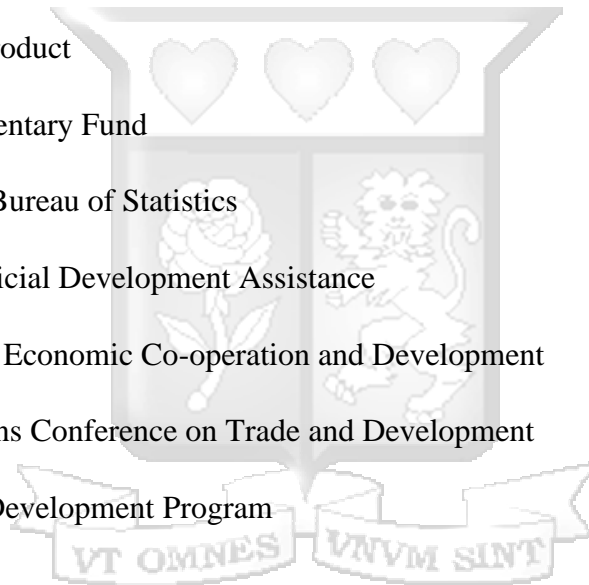 roduct
entary Fund
Bureau of Statistics
icial Development Assistance
Economic Co-operation and Development
ns Conference on Trade and Development
Development Program
VT OMNES VNVM SINT